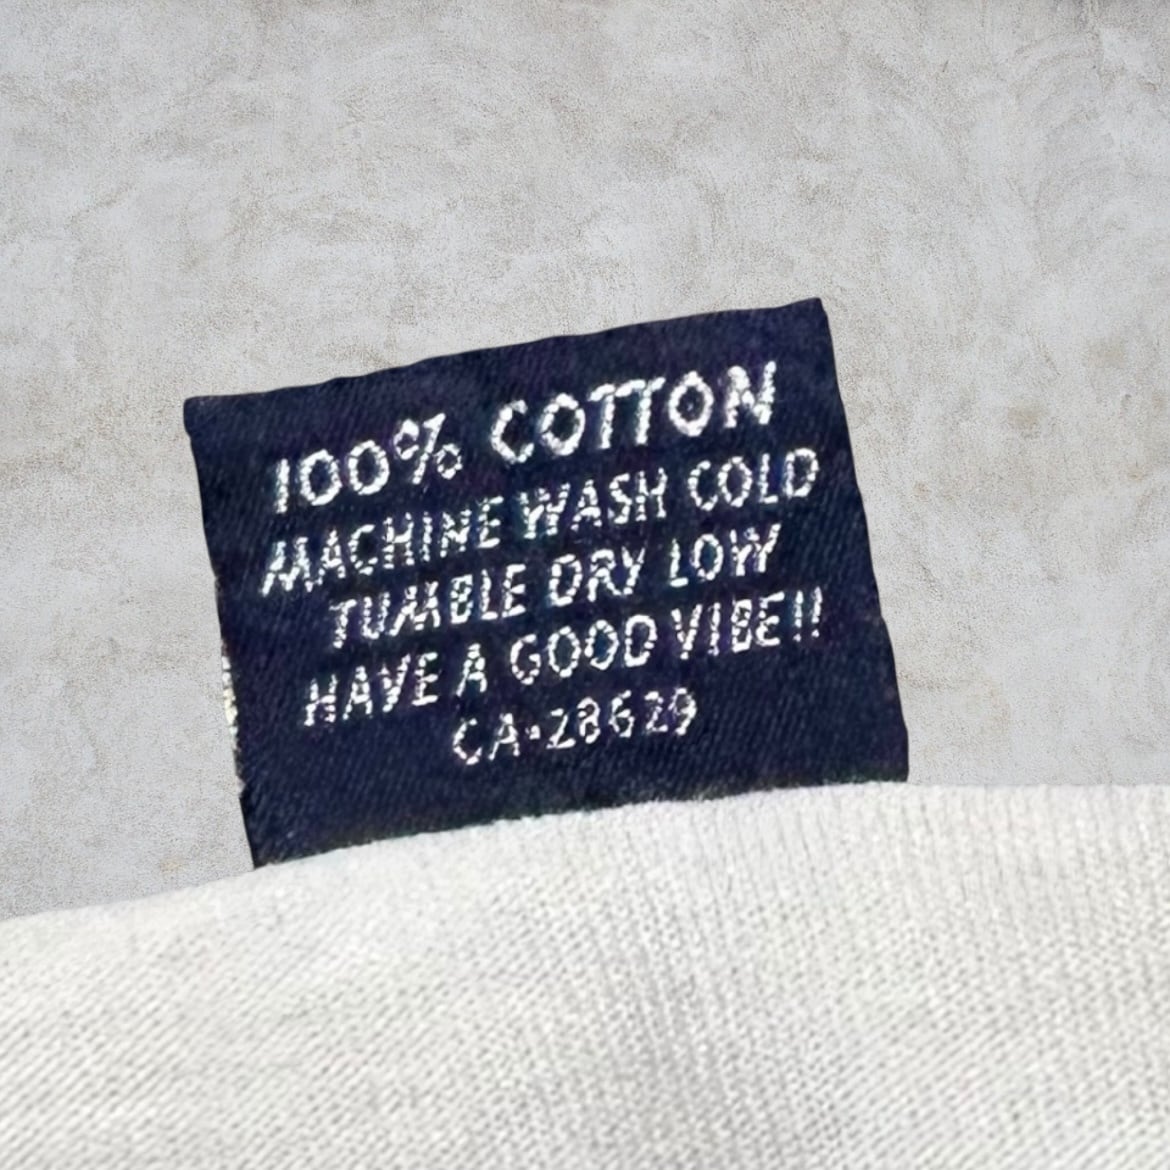 100% COTTON
MACHINE WASH COLD
TUMBLE DRY LOW
HAVE A GOOD VIBE!!
CA-28629